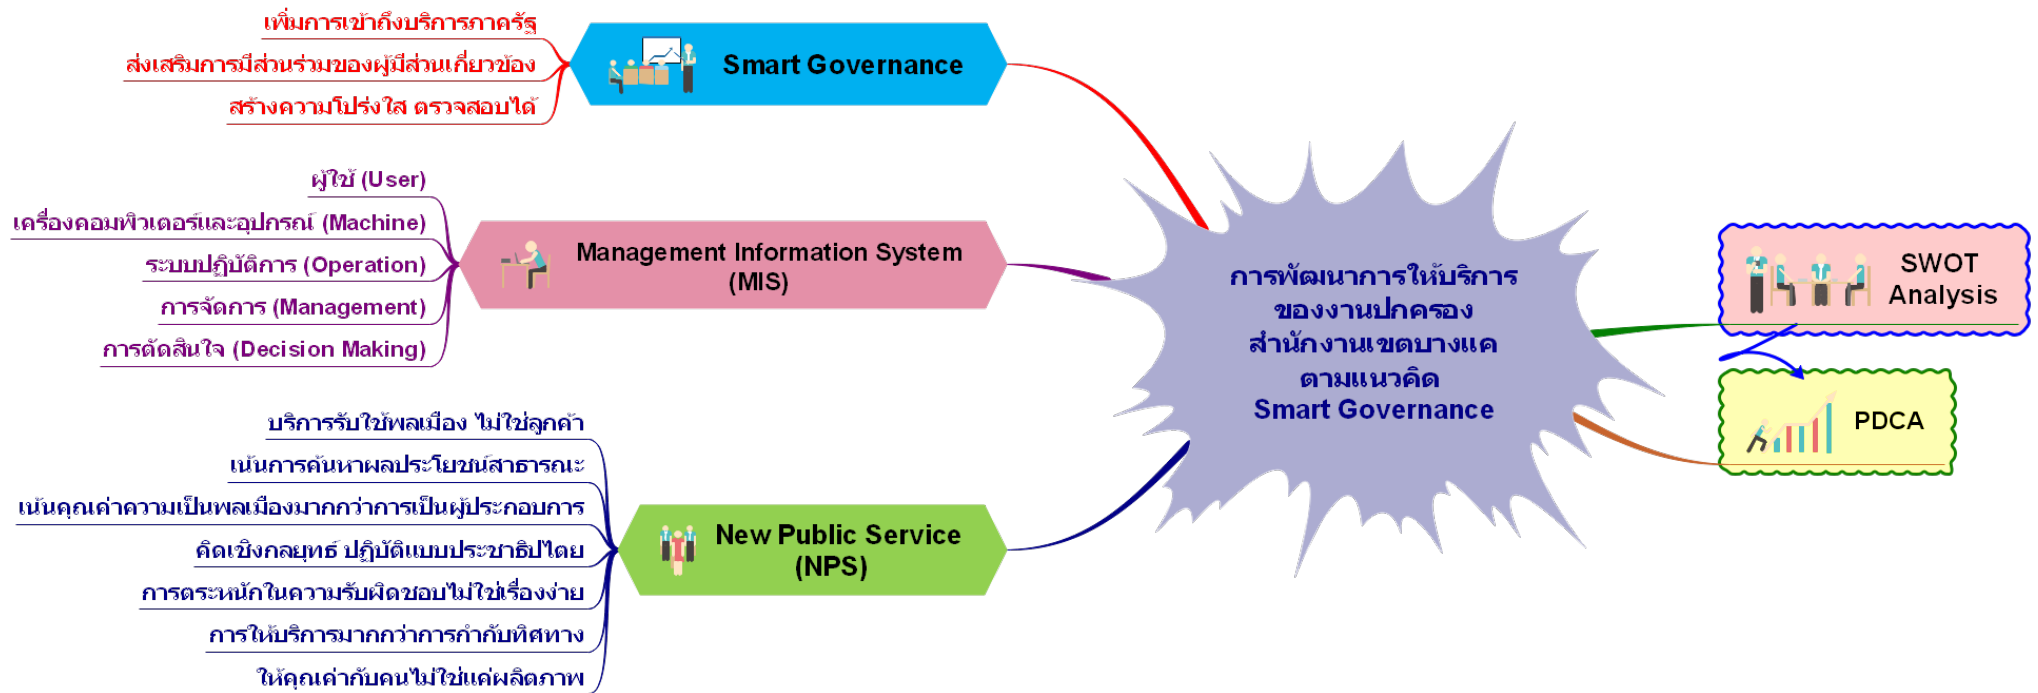 เพิ่มการเข้าถึงบริการภาครัฐ
ส่งเสริมการมีส่วนร่วมของผู้มีส่วนเกี่ยวข้อง
สร้างความโปร่งใส ตรวจสอบได้
Smart Governance
ผู้ใช้ (User)
เครื่องคอมพิวเตอร์และอุปกรณ์ (Machine)
ระบบปฏิบัติการ (Operation)
การจัดการ (Management)
การตัดสินใจ (Decision Making)
Management Information System
(MIS)
บริการรับใช้พลเมือง ไม่ใช่ลูกค้า
เน้นการค้นหาผลประโยชน์สาธารณะ
เน้นคุณค่าความเป็นพลเมืองมากกว่าการเป็นผู้ประกอบการ
คิดเชิงกลยุทธ์ ปฏิบัติแบบประชาธิปไตย
การตระหนักในความรับผิดชอบไม่ใช่เรื่องง่าย
การให้บริการมากกว่าการกำกับทิศทาง
ให้คุณค่ากับคนไม่ใช่แค่ผลิตภาพ
New Public Service
(NPS)
การพัฒนาการให้บริการ
ของงานปกครอง
สำนักงานเขตบางแค
ตามแนวคิด
Smart Governance
SWOT
Analysis
PDCA